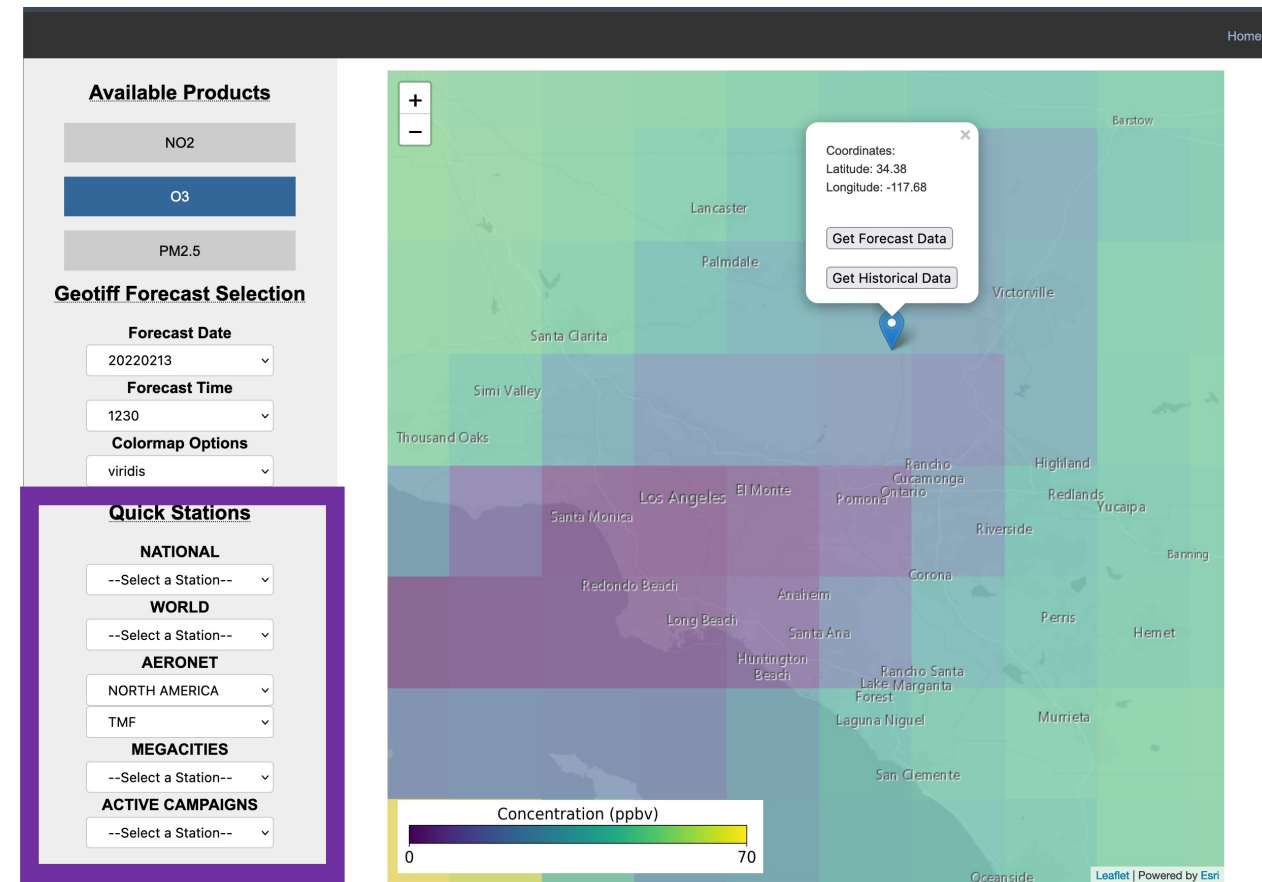 Home
Available Products
NO2
O3
PM2.5
Geotiff Forecast Selection
Forecast Date
20220213
Forecast Time
1230
Colormap Options
viridis
Quick Stations
NATIONAL
--Select a Station--
WORLD
--Select a Station--
AERONET
NORTH AMERICA
TMF
MEGACITIES
--Select a Station--
ACTIVE CAMPAIGNS
--Select a Station--
+
−
Coordinates:
Latitude: 34.38
Longitude: -117.68
Get Forecast Data
Get Historical Data
×
Barstow
Lancaster
Palmdale
Victorville
Santa Clarita
Simi Valley
Thousand Oaks
Rancho
Cucamonga
Highland
Los Angeles
El Monte
Pomona
Ontario
Redlands
Yucaipa
Santa Monica
Riverside
Banning
Redondo Beach
Corona
Anaheim
Long Beach
Perris
Santa Ana
Hemet
Huntington
Beach
Rancho Santa
Margarita
Lake
Forest
Laguna Niguel
Murrieta
San Clemente
Oceanside
Concentration (ppbv)
0
70
Leaflet | Powered by Esri